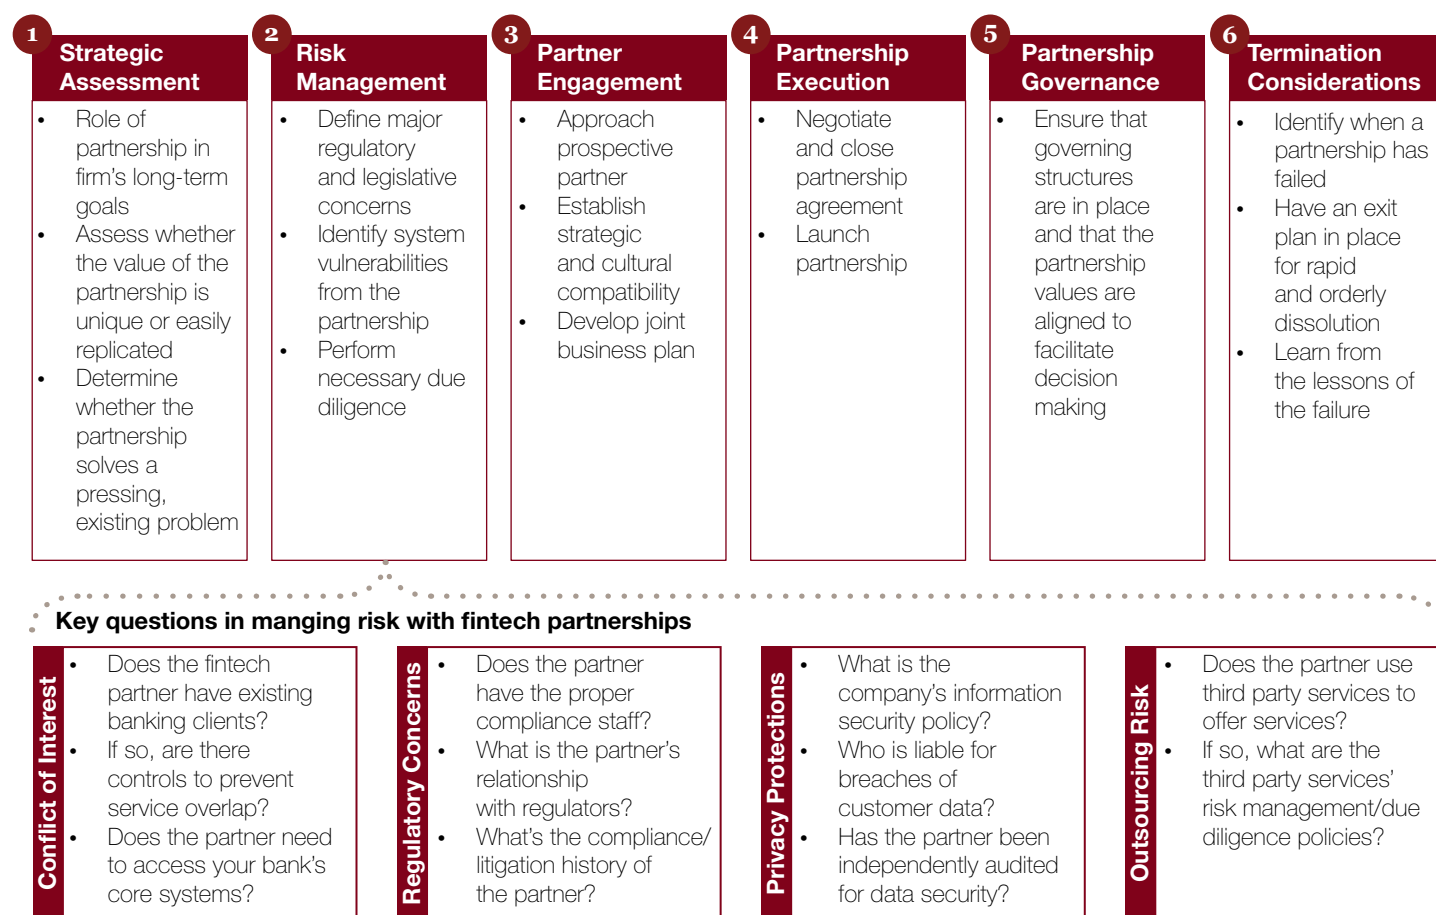 1
Strategic
Assessment
• Role of
partnership in
firm's long-term
goals
• Assess whether
the value of the
partnership is
unique or easily
replicated
• Determine
whether the
partnership
solves a
pressing,
existing problem
2
Risk
Management
• Define major
regulatory
and legislative
concerns
• Identify system
vulnerabilities
from the
partnership
• Perform
necessary due
diligence
3
Partner
Engagement
• Approach
prospective
partner
• Establish
strategic
and cultural
compatibility
• Develop joint
business plan
4
Partnership
Execution
• Negotiate
and close
partnership
agreement
• Launch
partnership
5
Partnership
Governance
• Ensure that
governing
structures
are in place
and that the
partnership
values are
aligned to
facilitate
decision
making
6
Termination
Considerations
• Identify when a
partnership has
failed
• Have an exit
plan in place
for rapid
and orderly
dissolution
• Learn from
the lessons of
the failure
Key questions in manging risk with fintech partnerships
Conflict of Interest
• Does the fintech
partner have existing
banking clients?
• If so, are there
controls to prevent
service overlap?
• Does the partner need
to access your bank's
core systems?
Regulatory Concerns
• Does the partner
have the proper
compliance staff?
• What is the partner's
relationship
with regulators?
• What's the compliance/
litigation history of
the partner?
Privacy Protections
• What is the
company's information
security policy?
• Who is liable for
breaches of
customer data?
• Has the partner been
independently audited
for data security?
Outsourcing Risk
• Does the partner use
third party services to
offer services?
• If so, what are the
third party services'
risk management/due
diligence policies?